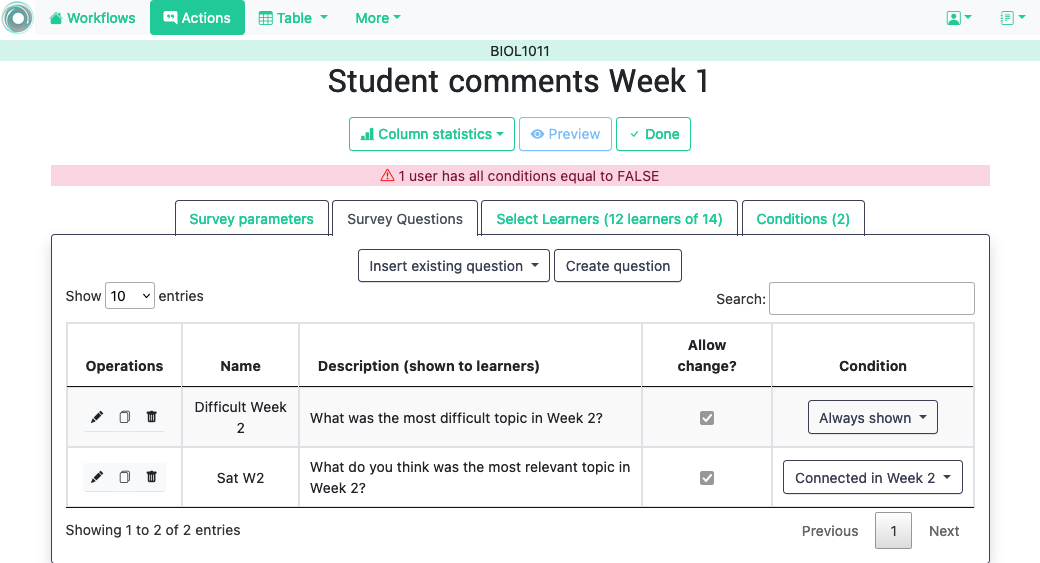 Workflows Actions Table More
BIOL1011
Student comments Week 1
Column statistics Preview Done
1 user has all conditions equal to FALSE
Survey parameters Survey Questions Select Learners (12 learners of 14) Conditions (2)
Insert existing question Create question
Show 10 entries
Search:
Operations Name Description (shown to learners) Allow change? Condition
Difficult Week 2 What was the most difficult topic in Week 2? Always shown
Sat W2 What do you think was the most relevant topic in Week 2? Connected in Week 2
Showing 1 to 2 of 2 entries
Previous 1 Next